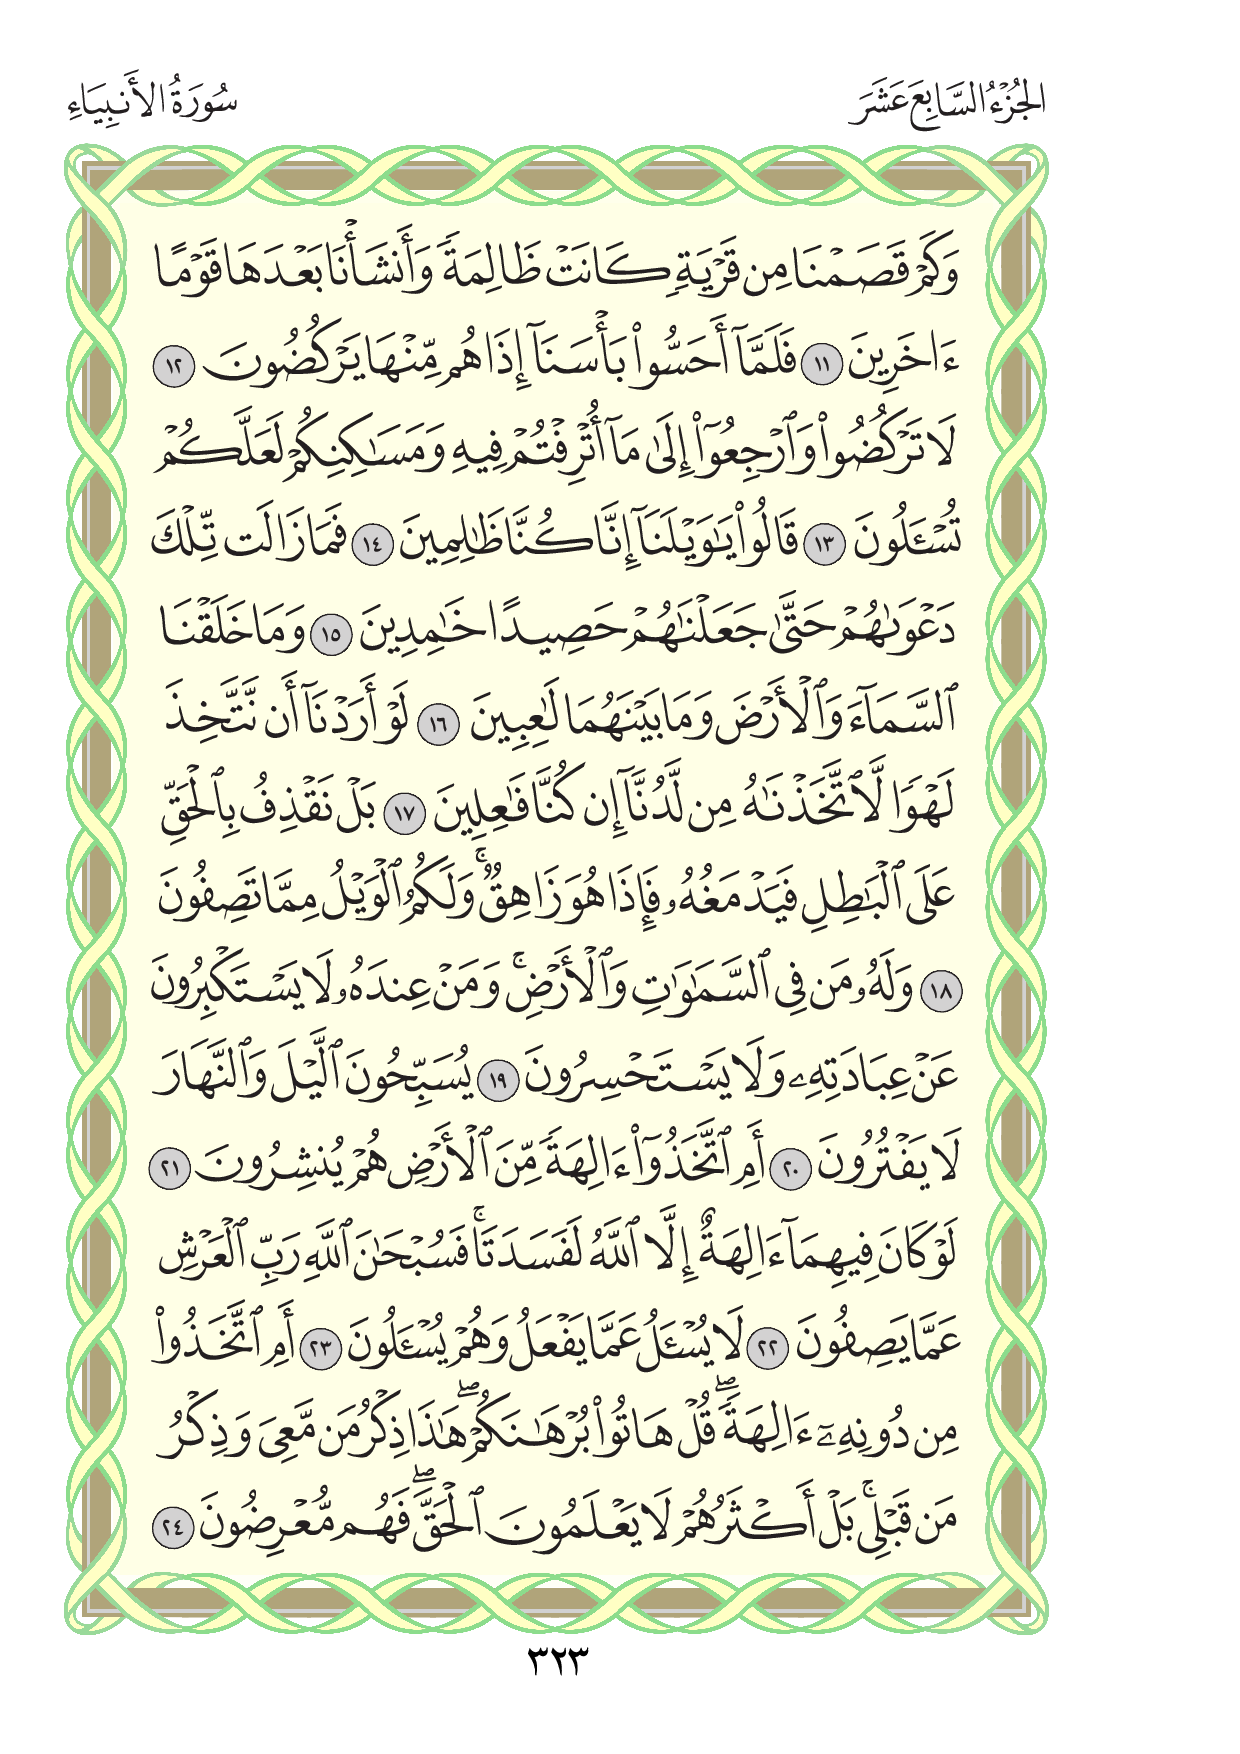 الجُزْءُ السَّابِعَ عَشَرَ
سُورَةُ الأَنبِيَاءِ
وَكَمْ قَصَمْنَا مِن قَرْيَةٍ كَانَتْ ظَالِمَةً وَأَنشَأْنَا بَعْدَهَا قَوْمًا
ءَاخَرِينَ ١١ فَلَمَّآ أَحَسُّوا۟ بَأْسَنَآ إِذَا هُم مِّنْهَا يَرْكُضُونَ ١٢
لَا تَرْكُضُوا۟ وَٱرْجِعُوٓا۟ إِلَىٰ مَآ أُتْرِفْتُمْ فِيهِ وَمَسَـٰكِنِكُمْ لَعَلَّكُمْ
تُسْـَٔلُونَ ١٣ قَالُوا۟ يَـٰوَيْلَنَآ إِنَّا كُنَّا ظَـٰلِمِينَ ١٤ فَمَا زَالَت تِّلْكَ
دَعْوَىٰهُمْ حَتَّىٰ جَعَلْنَـٰهُمْ حَصِيدًا خَـٰمِدِينَ ١٥ وَمَا خَلَقْنَا
ٱلسَّمَآءَ وَٱلْأَرْضَ وَمَا بَيْنَهُمَا لَـٰعِبِينَ ١٦ لَوْ أَرَدْنَآ أَن نَّتَّخِذَ
لَهْوًا لَّٱتَّخَذْنَـٰهُ مِن لَّدُنَّآ إِن كُنَّا فَـٰعِلِينَ ١٧ بَلْ نَقْذِفُ بِٱلْحَقِّ
عَلَى ٱلْبَـٰطِلِ فَيَدْمَغُهُۥ فَإِذَا هُوَ زَاهِقٌ ۚ وَلَكُمُ ٱلْوَيْلُ مِمَّا تَصِفُونَ
١٨ وَلَهُۥ مَن فِى ٱلسَّمَـٰوَٰتِ وَٱلْأَرْضِ ۚ وَمَنْ عِندَهُۥ لَا يَسْتَكْبِرُونَ
عَنْ عِبَادَتِهِۦ وَلَا يَسْتَحْسِرُونَ ١٩ يُسَبِّحُونَ ٱلَّيْلَ وَٱلنَّهَارَ
لَا يَفْتُرُونَ ٢٠ أَمِ ٱتَّخَذُوٓا۟ ءَالِهَةً مِّنَ ٱلْأَرْضِ هُمْ يُنشِرُونَ ٢١
لَوْ كَانَ فِيهِمَآ ءَالِهَةٌ إِلَّا ٱللَّهُ لَفَسَدَتَا ۚ فَسُبْحَـٰنَ ٱللَّهِ رَبِّ ٱلْعَرْشِ
عَمَّا يَصِفُونَ ٢٢ لَا يُسْـَٔلُ عَمَّا يَفْعَلُ وَهُمْ يُسْـَٔلُونَ ٢٣ أَمِ ٱتَّخَذُوا۟
مِن دُونِهِۦٓ ءَالِهَةً ۖ قُلْ هَاتُوا۟ بُرْهَـٰنَكُمْ ۖ هَـٰذَا ذِكْرُ مَن مَّعِىَ وَذِكْرُ
مَن قَبْلِى ۚ بَلْ أَكْثَرُهُمْ لَا يَعْلَمُونَ ٱلْحَقَّ ۖ فَهُم مُّعْرِضُونَ ٢٤
٣٢٣